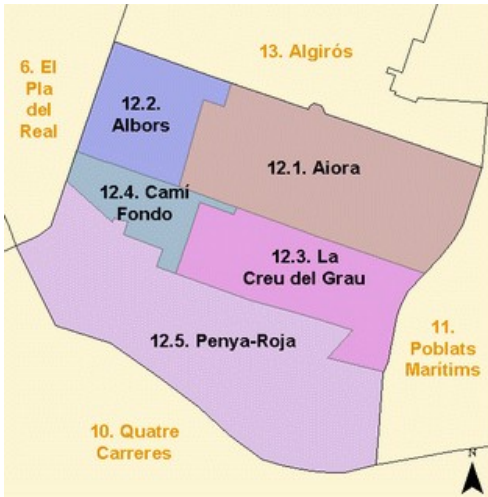 13. Algirós
6. El
Pla
del
Real
12.2.
Albors
12.1. Aiora
12.4. Camí
Fondo
12.3. La
Creu del Grau
12.5. Penya-Roja
11.
Poblats
Marítims
10. Quatre
Carreres
N